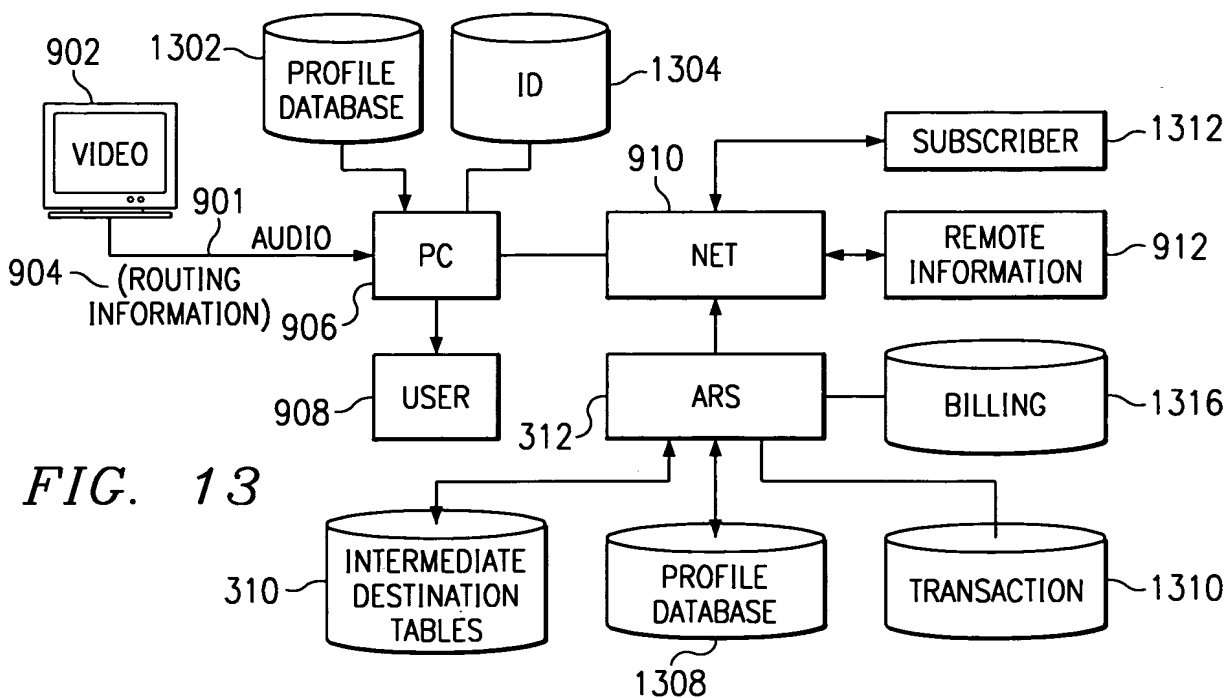 1302
PROFILE
DATABASE
ID
1304
902
VIDEO
901
AUDIO
904
(ROUTING
INFORMATION)
PC
906
USER
908
910
NET
SUBSCRIBER
1312
REMOTE
INFORMATION
912
ARS
312
BILLING
1316
FIG. 13
INTERMEDIATE
DESTINATION
TABLES
310
PROFILE
DATABASE
1308
TRANSACTION
1310